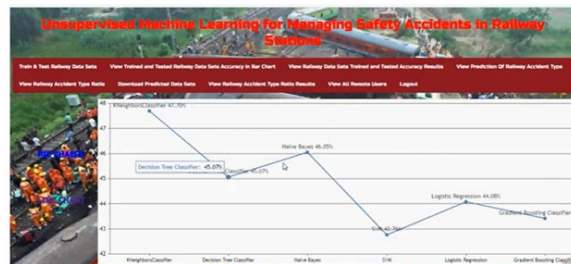 Unsupervised Machine Learning for Managing Safety Accidents in Railway
Stations
Train & Test Railway Data Sets View Trained and Tested Railway Data Sets Accuracy in Bar Chart View Railway Data Sets Trained and Tested Accuracy Results View Prediction Of Railway Accident Type
View Railway Accident Type Ratio Download Predicted Data Sets View Railway Accident Type Ratio Results View All Remote Users Logout
48
KNeighborsClassifier 47.70%
47
Naive Bayes 46.05%
46
Decision Tree Classifier: 45.07%
Classifier 45.07%
45
Logistic Regression 44.08%
44
Gradient Boosting Classifier
43
42
KNeighborsClassifier Decision Tree Classifier Naive Bayes SVM Logistic Regression Gradient Boosting Classifi